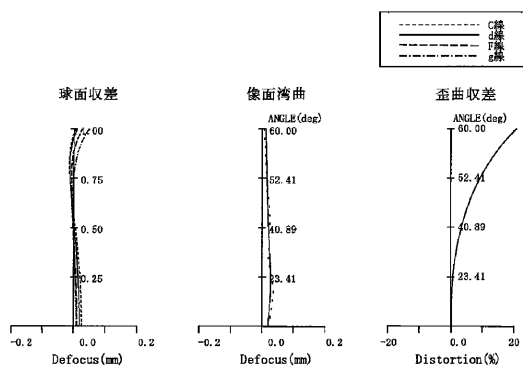 C線
d線
F線
g線
球面収差
像面湾曲
歪曲収差
ANGLE(deg)
ANGLE(deg)
1.00
60.00
60.00
0.75
52.41
52.41
0.50
40.89
40.89
0.25
23.41
23.41
-0.2
0.0
0.2
-0.2
0.0
0.2
-20
0.0
20
Defocus(mm)
Defocus(mm)
Distortion(%)